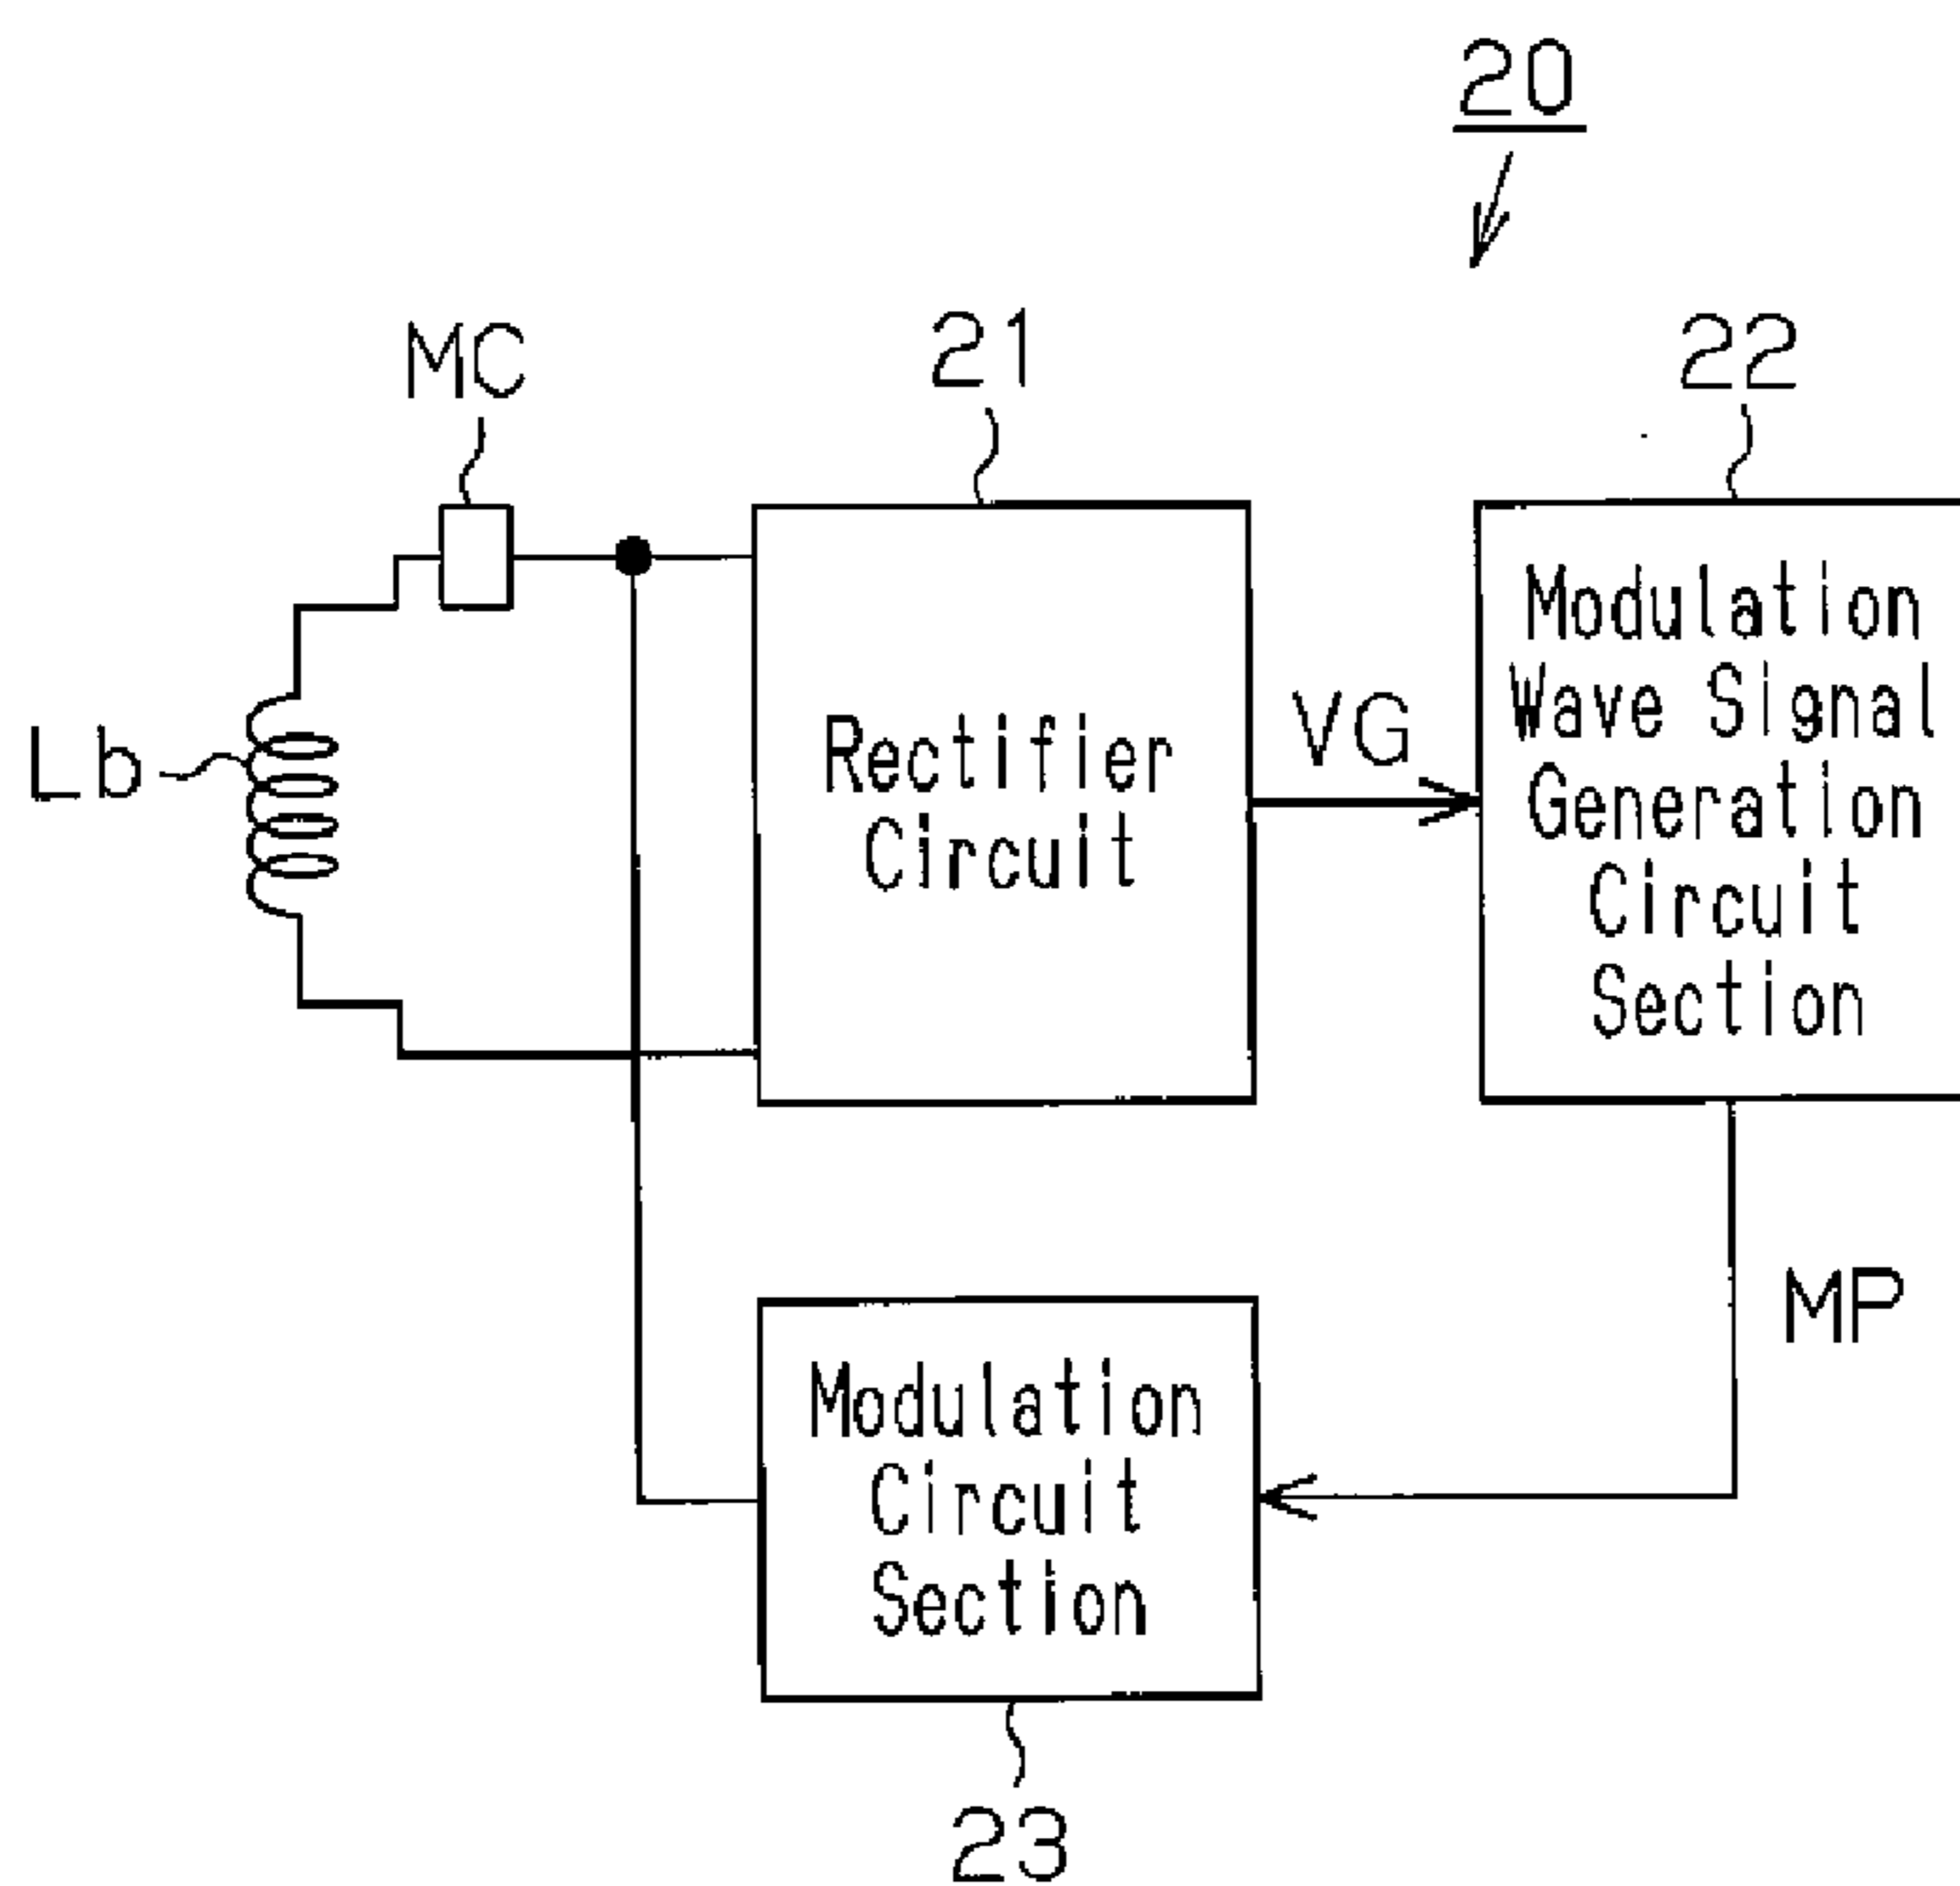 20
MC
21
22
Lb
Rectifier
Circuit
VG
Modulation
Wave Signal
Generation
Circuit
Section
MP
Modulation
Circuit
Section
23